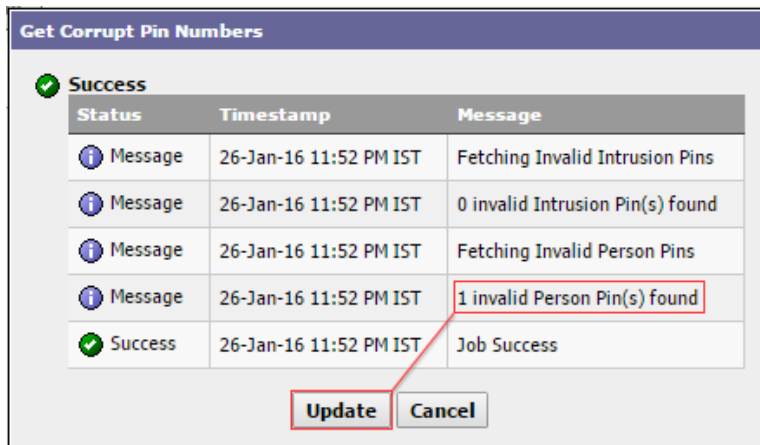 Get Corrupt Pin Numbers
Success
Status Timestamp Message
Message 26-Jan-16 11:52 PM IST Fetching Invalid Intrusion Pins
Message 26-Jan-16 11:52 PM IST 0 invalid Intrusion Pin(s) found
Message 26-Jan-16 11:52 PM IST Fetching Invalid Person Pins
Message 26-Jan-16 11:52 PM IST 1 invalid Person Pin(s) found
Success 26-Jan-16 11:52 PM IST Job Success
Update Cancel